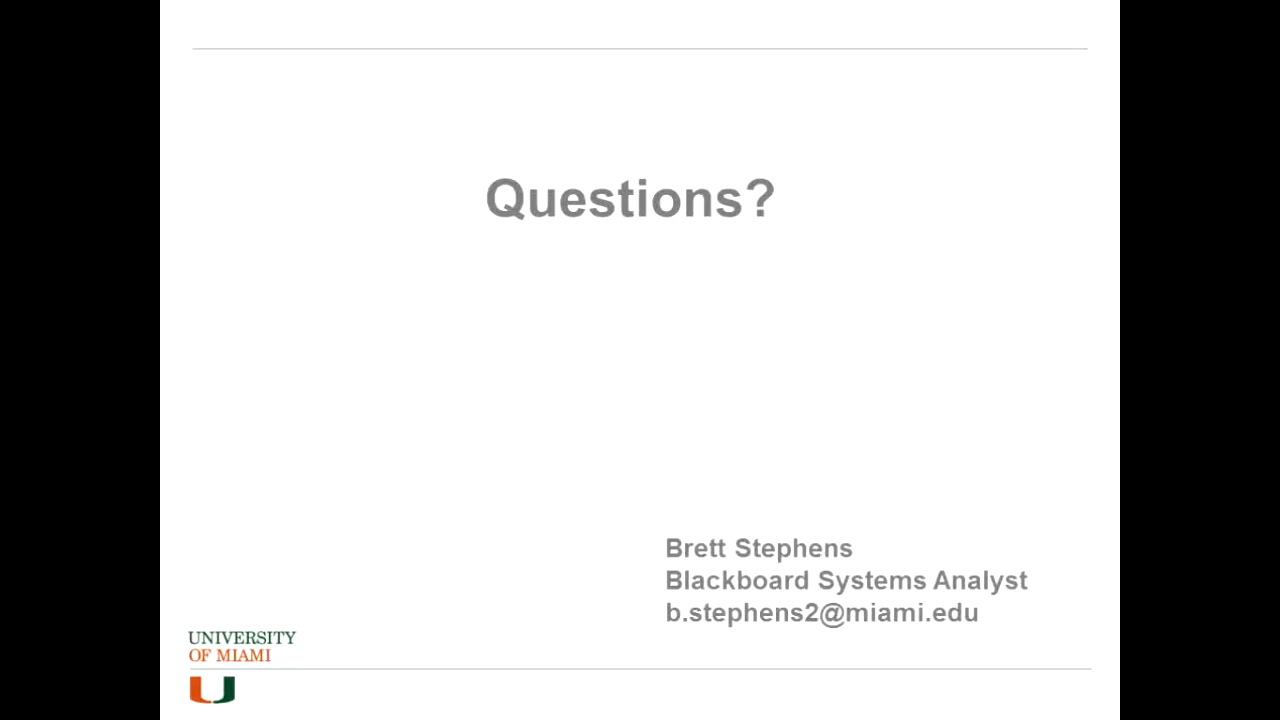 Questions?
Brett Stephens
Blackboard Systems Analyst
b.stephens2@miami.edu
UNIVERSITY
OF MIAMI